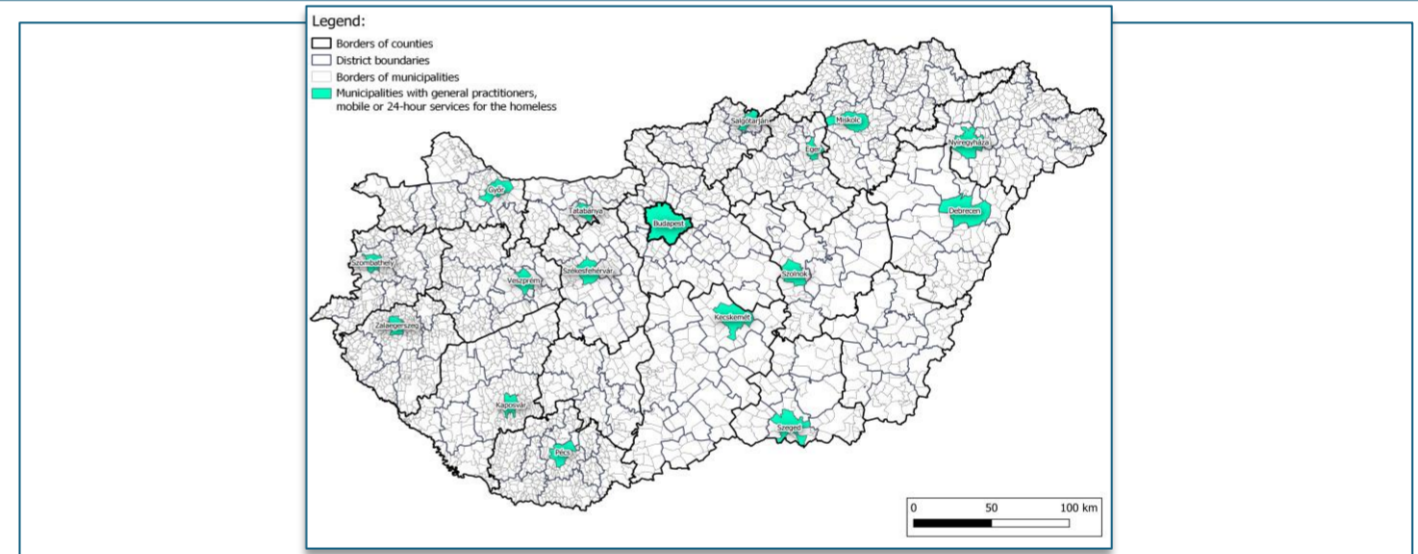 Legend:
Borders of counties
District boundaries
Borders of municipalities
Municipalities with general practitioners,
mobile or 24-hour services for the homeless
Salgótarján
Miskolc
Eger
Nyíregyháza
Győr
Tatabánya
Budapest
Debrecen
Szombathely
Veszprém
Székesfehérvár
Szolnok
Zalaegerszeg
Kecskemét
Kaposvár
Szeged
Pécs
0 50 100 km